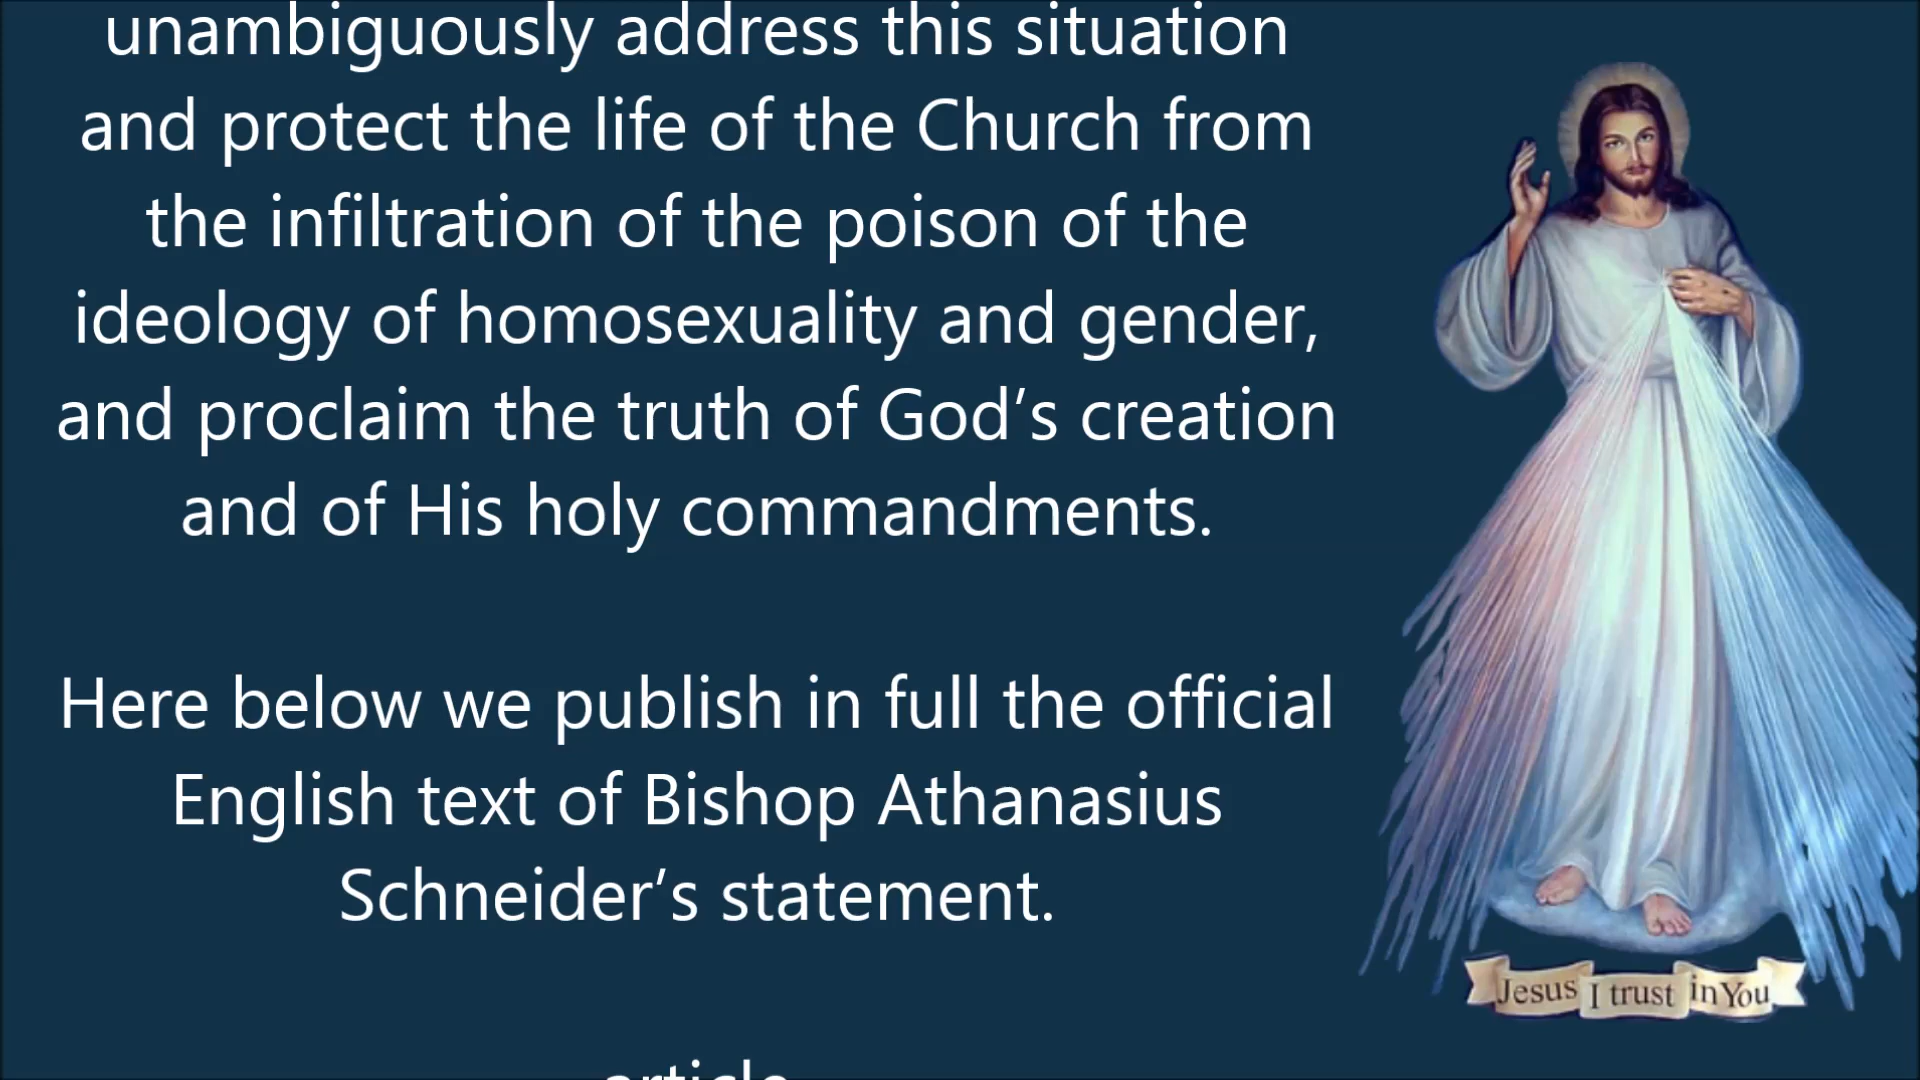 unambiguously address this situation
and protect the life of the Church from
the infiltration of the poison of the
ideology of homosexuality and gender,
and proclaim the truth of God’s creation
and of His holy commandments.
Here below we publish in full the official
English text of Bishop Athanasius
Schneider’s statement.
article
Jesus I trust in You